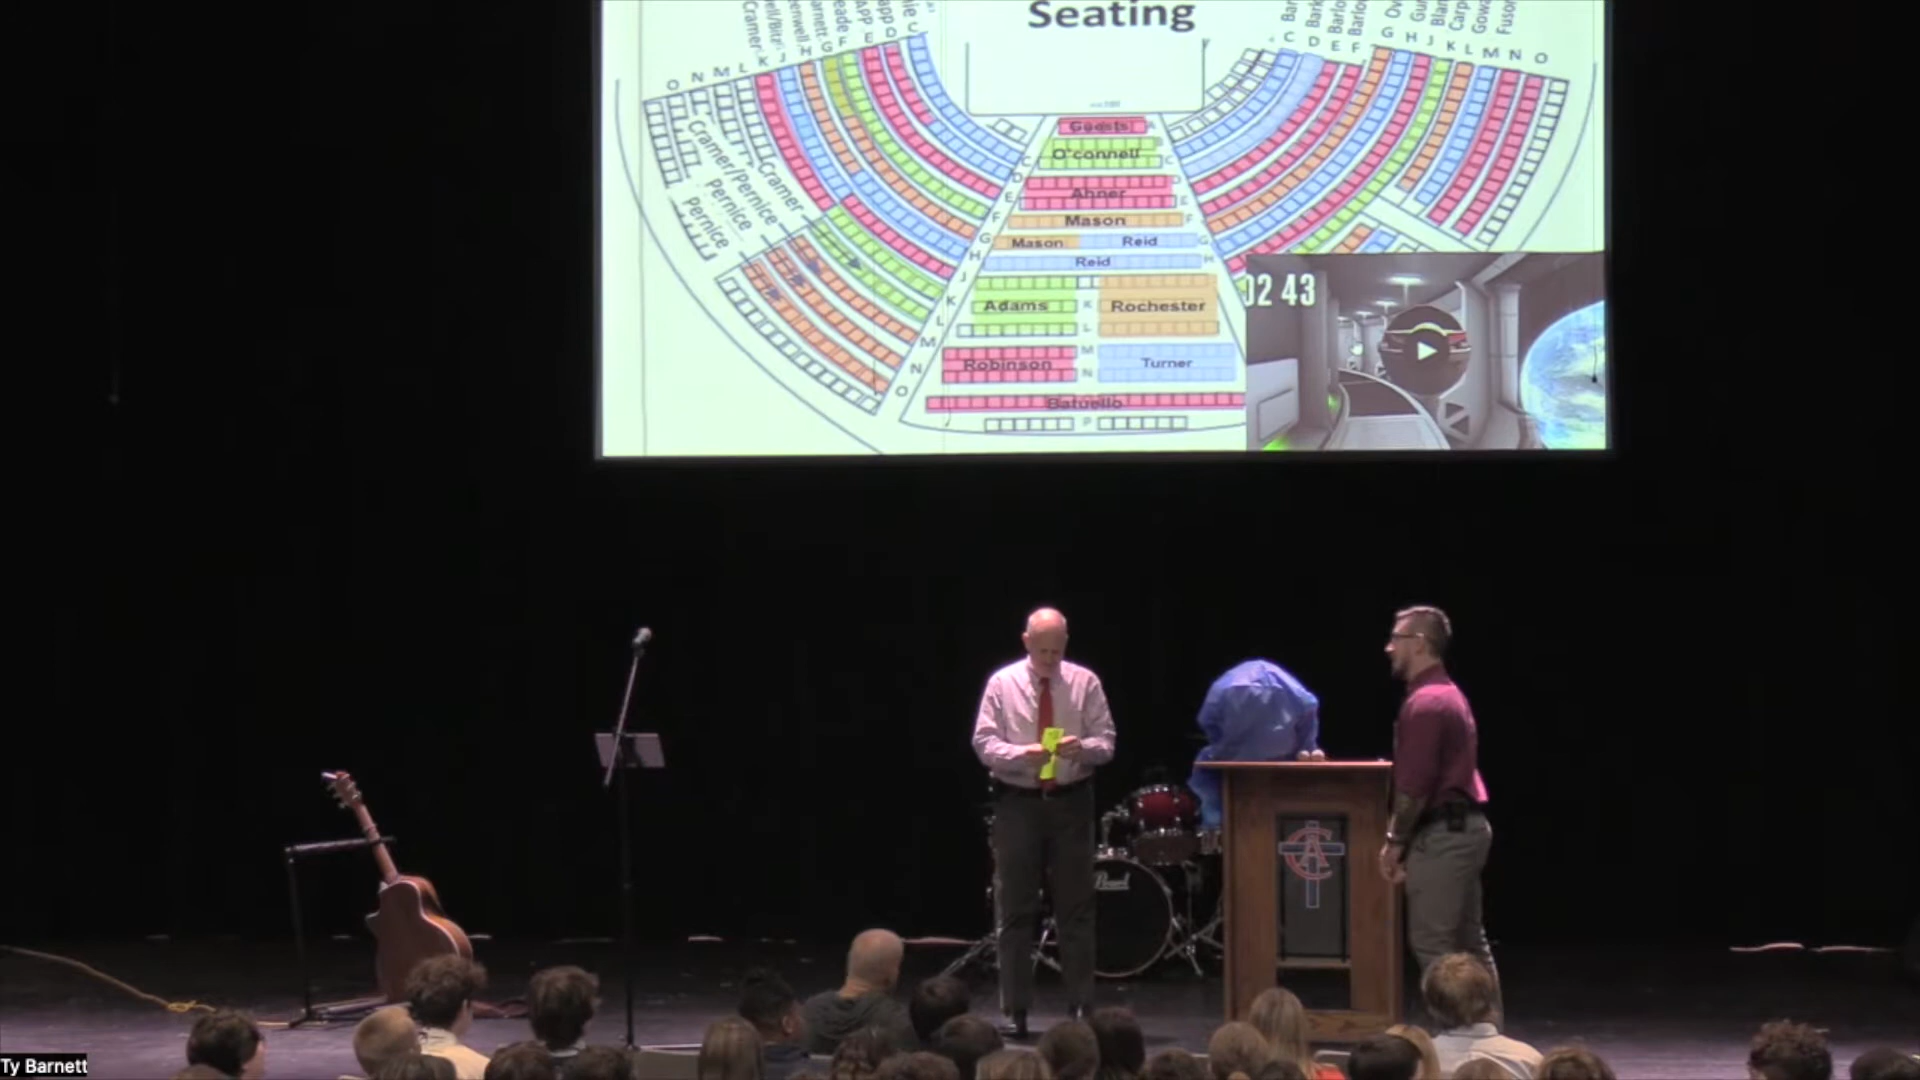 Seating
Guests
O'connell
Ahner
Mason
Mason Reid
Reid
Adams Rochester
Robinson Turner
Batuello
Cramer
Cramer/Pernice
Pernice
Pernice
O N M L K J H G F E D C
C D E F G H J K L M N O
C
D
E
F
G
H
J
K
L
M
N
O
P
02 43
Pearl
Ty Barnett